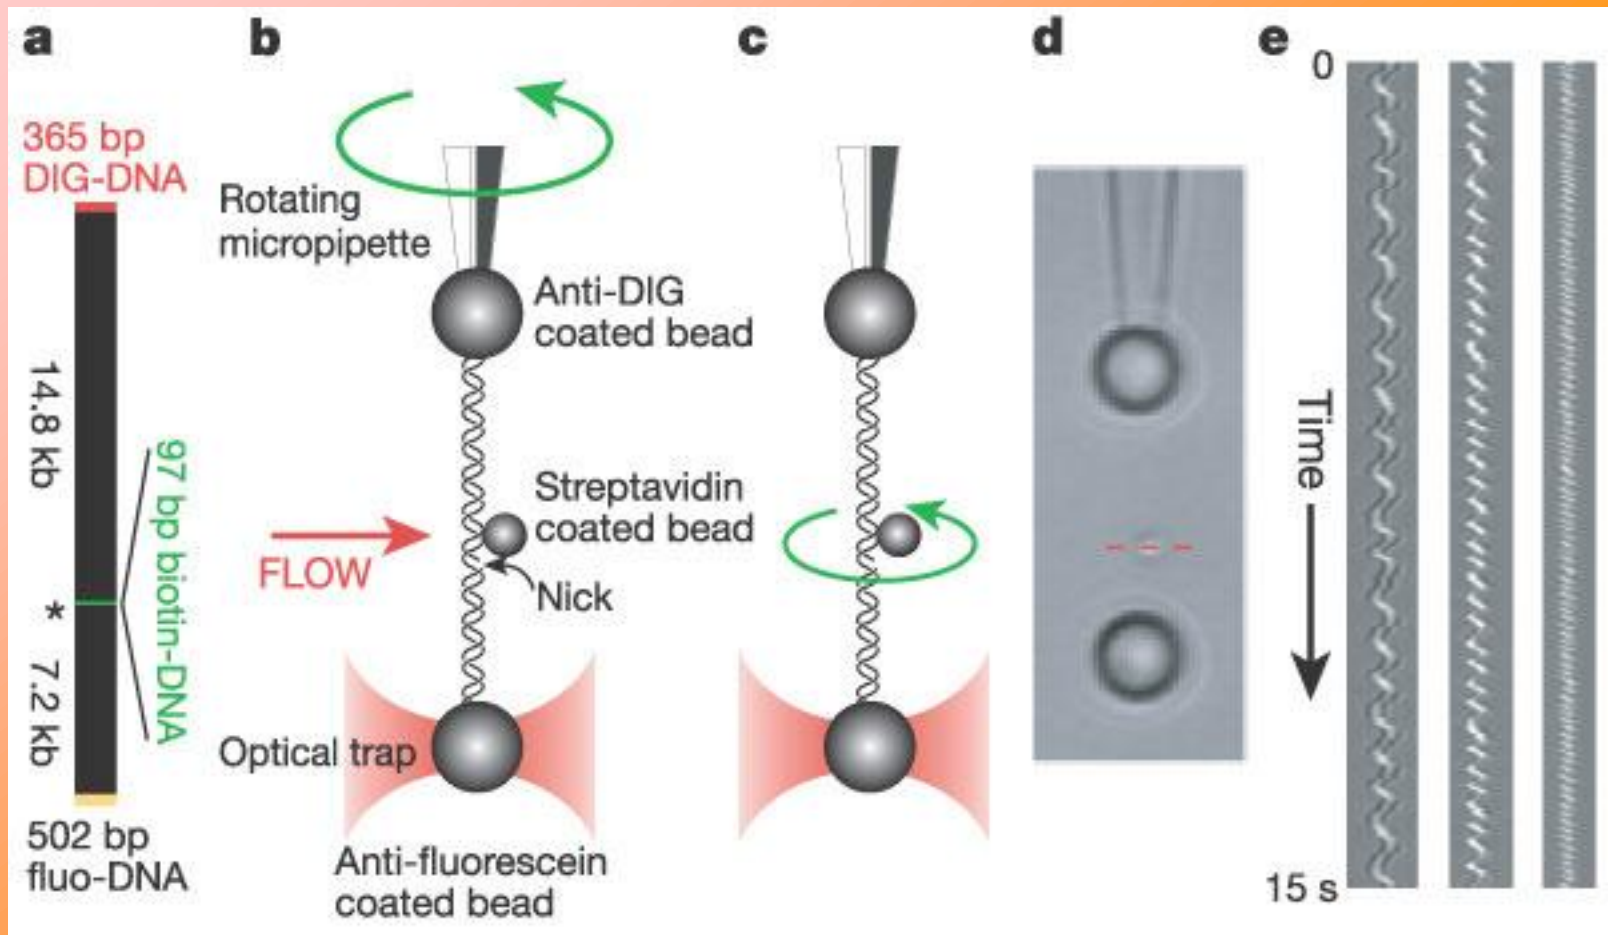 a
365 bp
DIG-DNA
14.8 kb
*
7.2 kb
97 bp biotin-DNA
502 bp
fluo-DNA
b
Rotating
micropipette
Anti-DIG
coated bead
Streptavidin
coated bead
FLOW
Nick
Optical trap
Anti-fluorescein
coated bead
c
d
e
0
Time
15 s